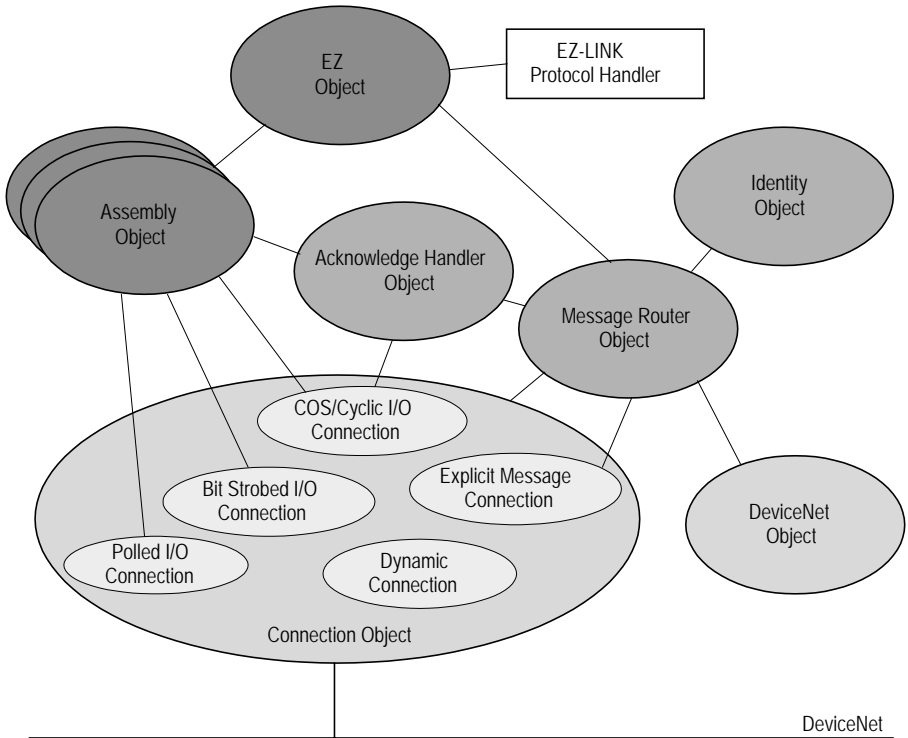 EZ
Object
EZ-LINK
Protocol Handler
Assembly
Object
Identity
Object
Acknowledge Handler
Object
Message Router
Object
COS/Cyclic I/O
Connection
Explicit Message
Connection
Bit Strobed I/O
Connection
DeviceNet
Object
Polled I/O
Connection
Dynamic
Connection
Connection Object
DeviceNet